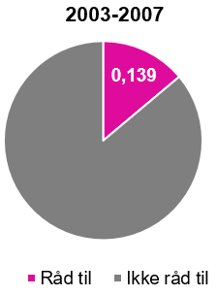 2003-2007
0,139
Råd til
Ikke råd til